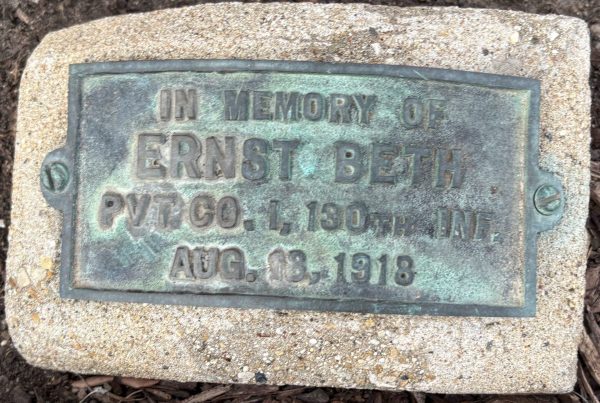 IN MEMORY OF
ERNST BETH
PVT. CO. I, 130TH INF.
AUG. 13, 1918